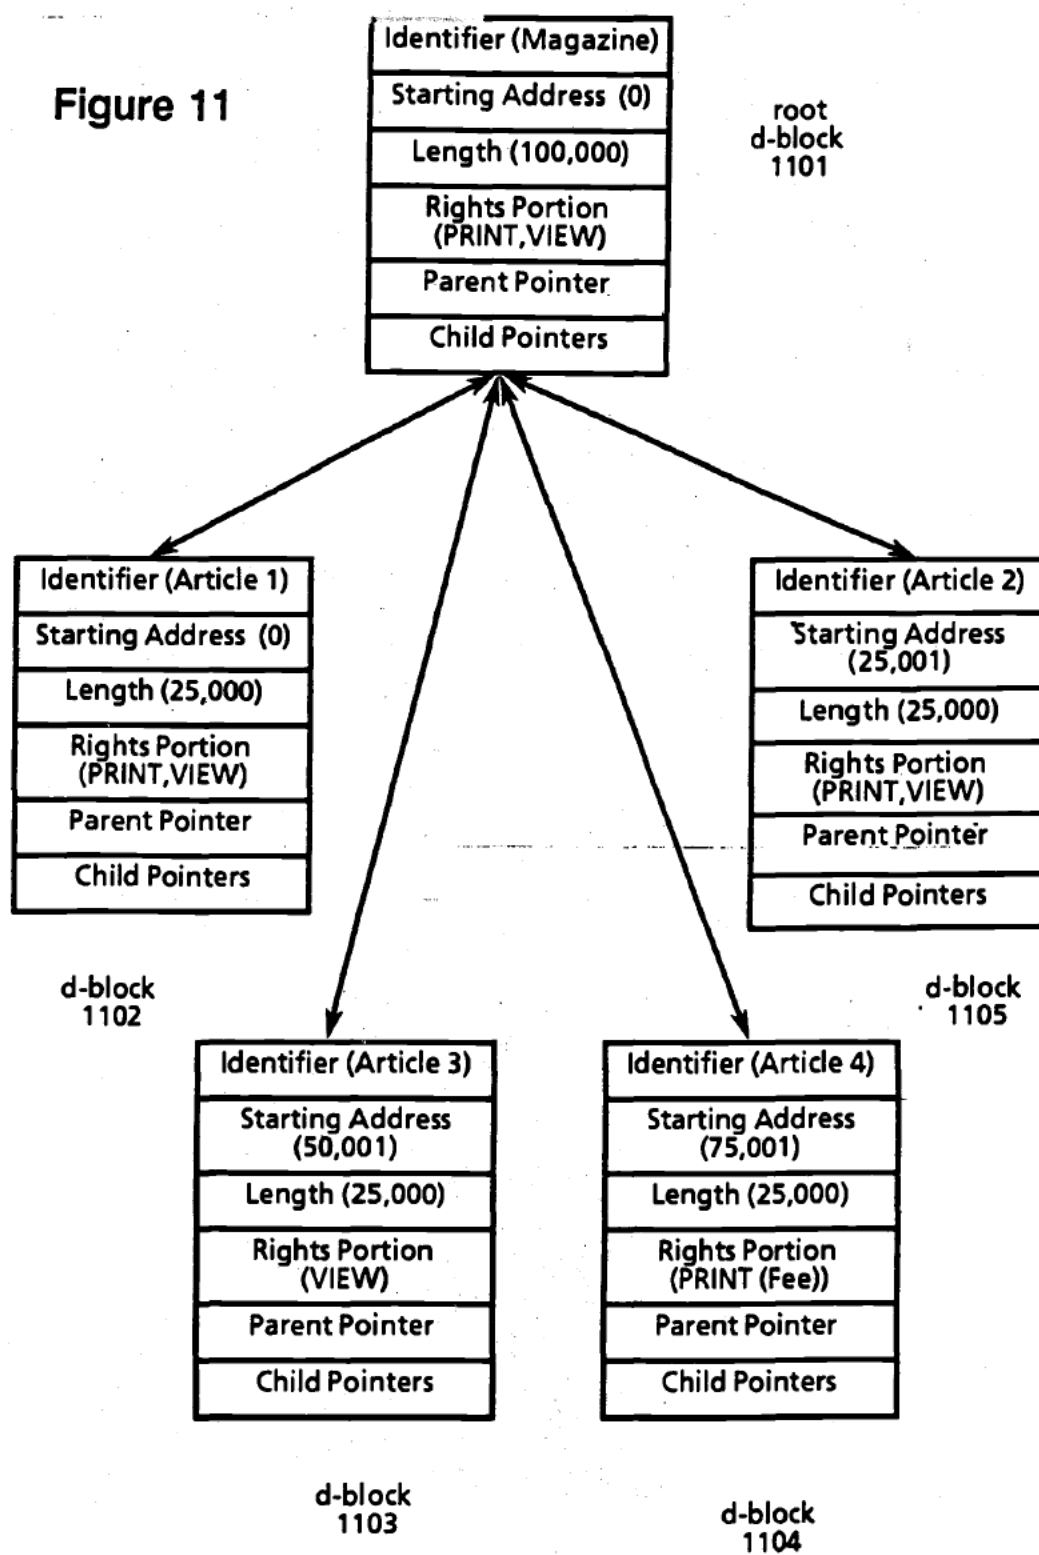 Figure 11
Identifier (Magazine)
Starting Address (0)
Length (100,000)
Rights Portion
(PRINT,VIEW)
Parent Pointer
Child Pointers
root
d-block
1101
Identifier (Article 1)
Starting Address (0)
Length (25,000)
Rights Portion
(PRINT,VIEW)
Parent Pointer
Child Pointers
d-block
1102
Identifier (Article 2)
Starting Address
(25,001)
Length (25,000)
Rights Portion
(PRINT,VIEW)
Parent Pointer
Child Pointers
d-block
1105
Identifier (Article 3)
Starting Address
(50,001)
Length (25,000)
Rights Portion
(VIEW)
Parent Pointer
Child Pointers
d-block
1103
Identifier (Article 4)
Starting Address
(75,001)
Length (25,000)
Rights Portion
(PRINT (Fee))
Parent Pointer
Child Pointers
d-block
1104